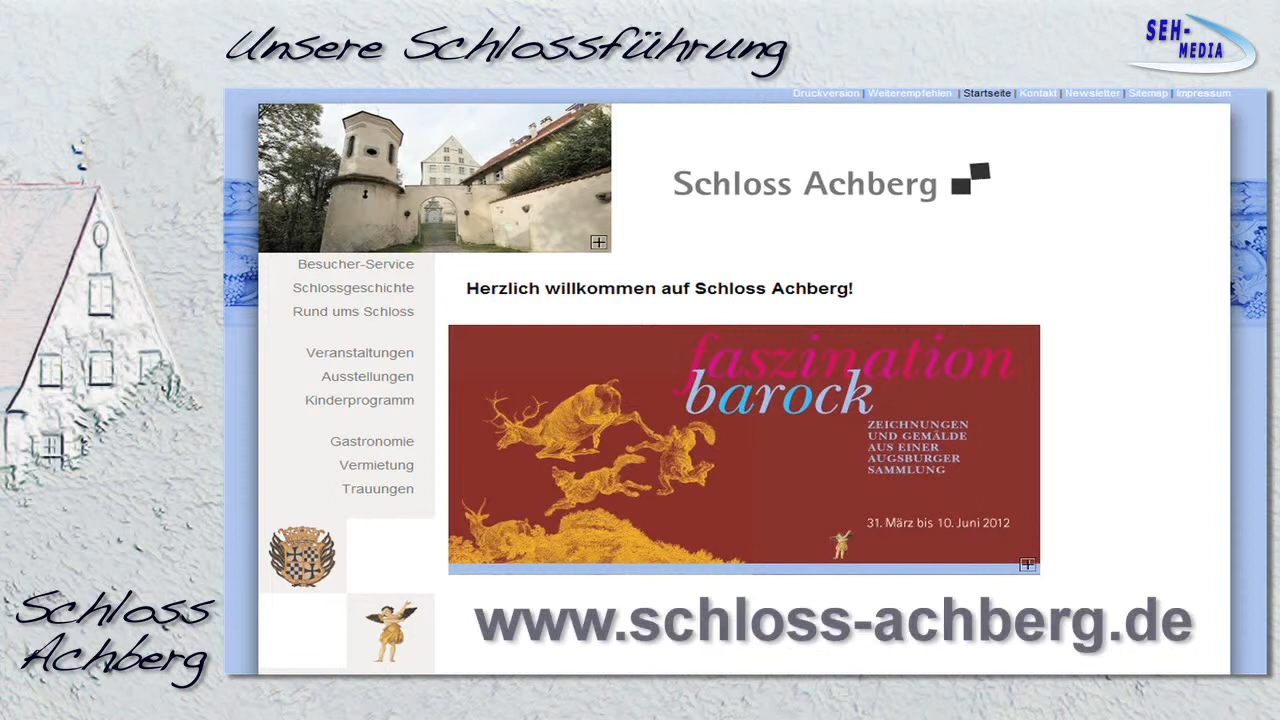 Unsere Schlossführung
SEH-
MEDIA
Druckversion | Weiterempfehlen | Startseite | Kontakt | Newsletter | Sitemap | Impressum
Schloss Achberg
Besucher-Service
Schlossgeschichte
Rund ums Schloss
Veranstaltungen
Ausstellungen
Kinderprogramm
Gastronomie
Vermietung
Trauungen
Herzlich willkommen auf Schloss Achberg!
faszination
barock
ZEICHNUNGEN
UND GEMÄLDE
AUS EINER
AUGSBURGER
SAMMLUNG
31. März bis 10. Juni 2012
www.schloss-achberg.de
Schloss
Achberg